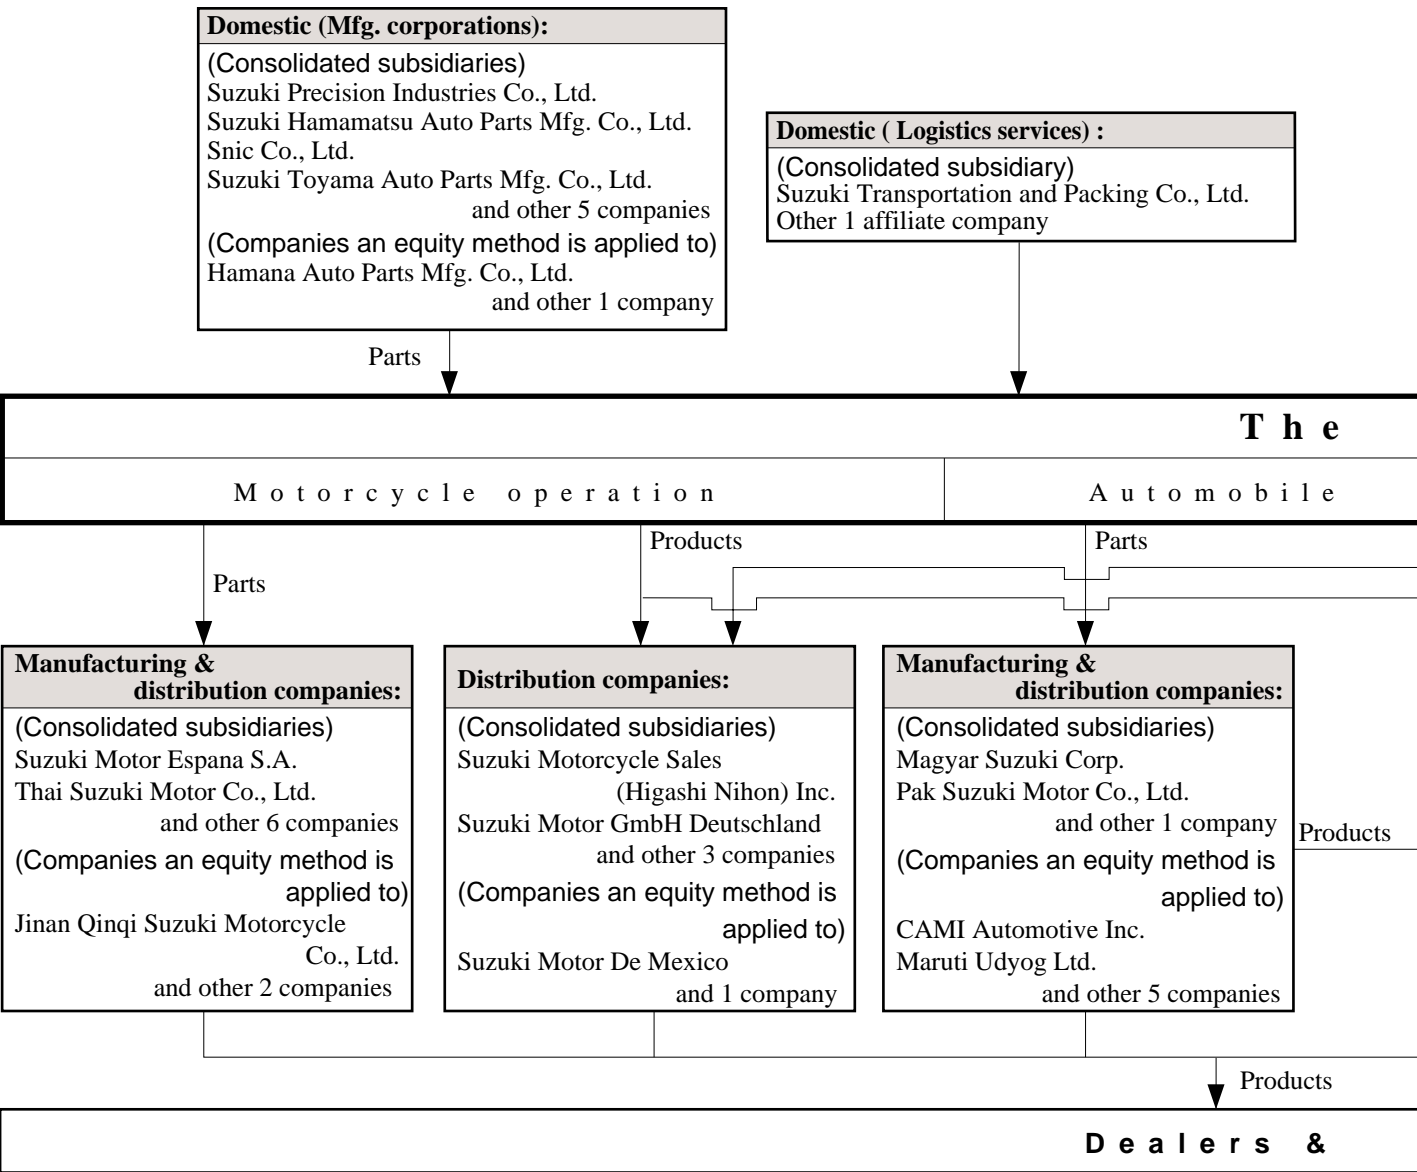 Domestic (Mfg. corporations):
(Consolidated subsidiaries)
Suzuki Precision Industries Co., Ltd.
Suzuki Hamamatsu Auto Parts Mfg. Co., Ltd.
Snic Co., Ltd.
Suzuki Toyama Auto Parts Mfg. Co., Ltd.
and other 5 companies
(Companies an equity method is applied to)
Hamana Auto Parts Mfg. Co., Ltd.
and other 1 company
Domestic ( Logistics services) :
(Consolidated subsidiary)
Suzuki Transportation and Packing Co., Ltd.
Other 1 affiliate company
Parts
The
Motorcycle operation
Automobile
Parts
Products
Parts
Manufacturing &
distribution companies:
(Consolidated subsidiaries)
Suzuki Motor Espana S.A.
Thai Suzuki Motor Co., Ltd.
and other 6 companies
(Companies an equity method is
applied to)
Jinan Qinqi Suzuki Motorcycle
Co., Ltd.
and other 2 companies
Distribution companies:
(Consolidated subsidiaries)
Suzuki Motorcycle Sales
(Higashi Nihon) Inc.
Suzuki Motor GmbH Deutschland
and other 3 companies
(Companies an equity method is
applied to)
Suzuki Motor De Mexico
and 1 company
Manufacturing &
distribution companies:
(Consolidated subsidiaries)
Magyar Suzuki Corp.
Pak Suzuki Motor Co., Ltd.
and other 1 company
(Companies an equity method is
applied to)
CAMI Automotive Inc.
Maruti Udyog Ltd.
and other 5 companies
Products
Products
Dealers &